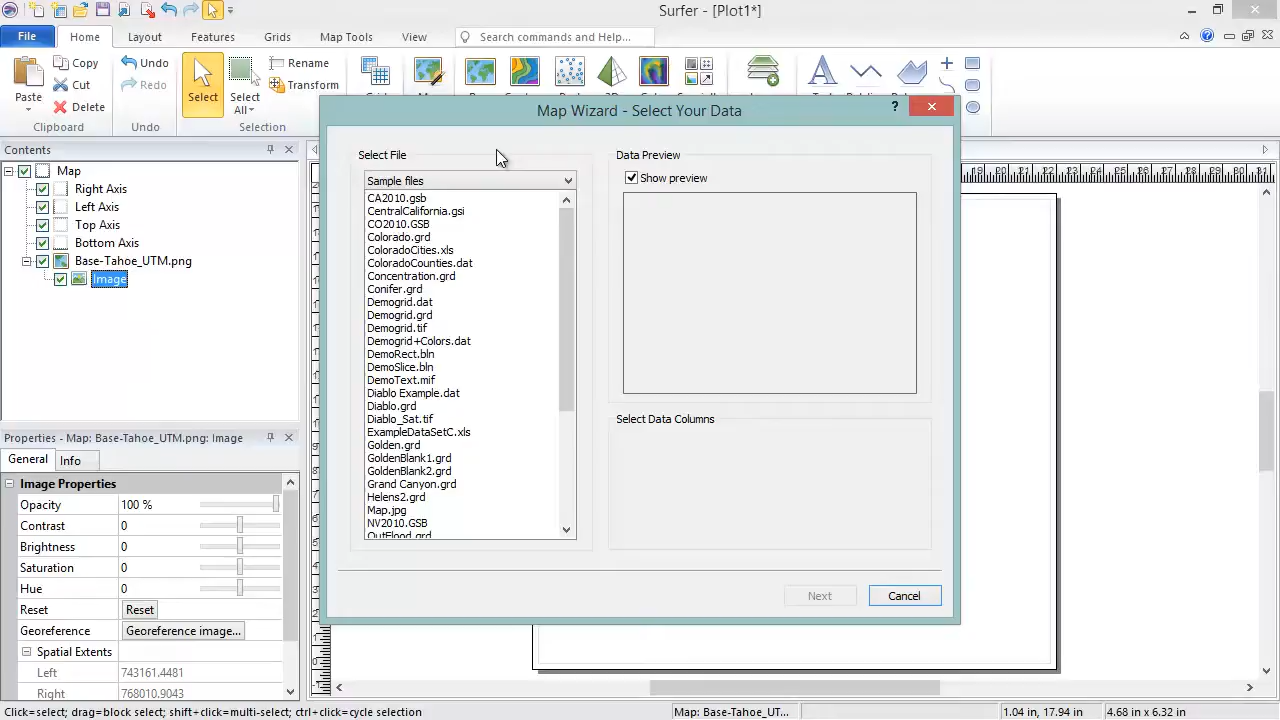 Surfer - [Plot1*]
File Home Layout Features Grids Map Tools View Search commands and Help...
Paste Copy Cut Delete Undo Redo Select Select All Rename Transform
Clipboard Undo Selection
Contents
Map
Right Axis
Left Axis
Top Axis
Bottom Axis
Base-Tahoe_UTM.png
Image
Map Wizard - Select Your Data
?
Select File
Sample files
CA2010.gsb
CentralCalifornia.gsi
CO2010.GSB
Colorado.grd
ColoradoCities.xls
ColoradoCounties.dat
Concentration.grd
Conifer.grd
Demogrid.dat
Demogrid.grd
Demogrid.tif
Demogrid+Colors.dat
DemoRect.bln
DemoSlice.bln
DemoText.mif
Diablo Example.dat
Diablo.grd
Diablo_Sat.tif
ExampleDataSetC.xls
Golden.grd
GoldenBlank1.grd
GoldenBlank2.grd
Grand Canyon.grd
Helens2.grd
Map.jpg
NV2010.GSB
OutFlood.grd
Data Preview
Show preview
Select Data Columns
Next Cancel
Properties - Map: Base-Tahoe_UTM.png: Image
General Info
Image Properties
Opacity 100 %
Contrast 0
Brightness 0
Saturation 0
Hue 0
Reset Reset
Georeference Georeference image...
Spatial Extents
Left 743161.4481
Right 768010.9043
Click=select; drag=block select; shift+click=multi-select; ctrl+click=cycle selection Map: Base-Tahoe_UT... 1.04 in, 17.94 in 4.68 in x 6.32 in